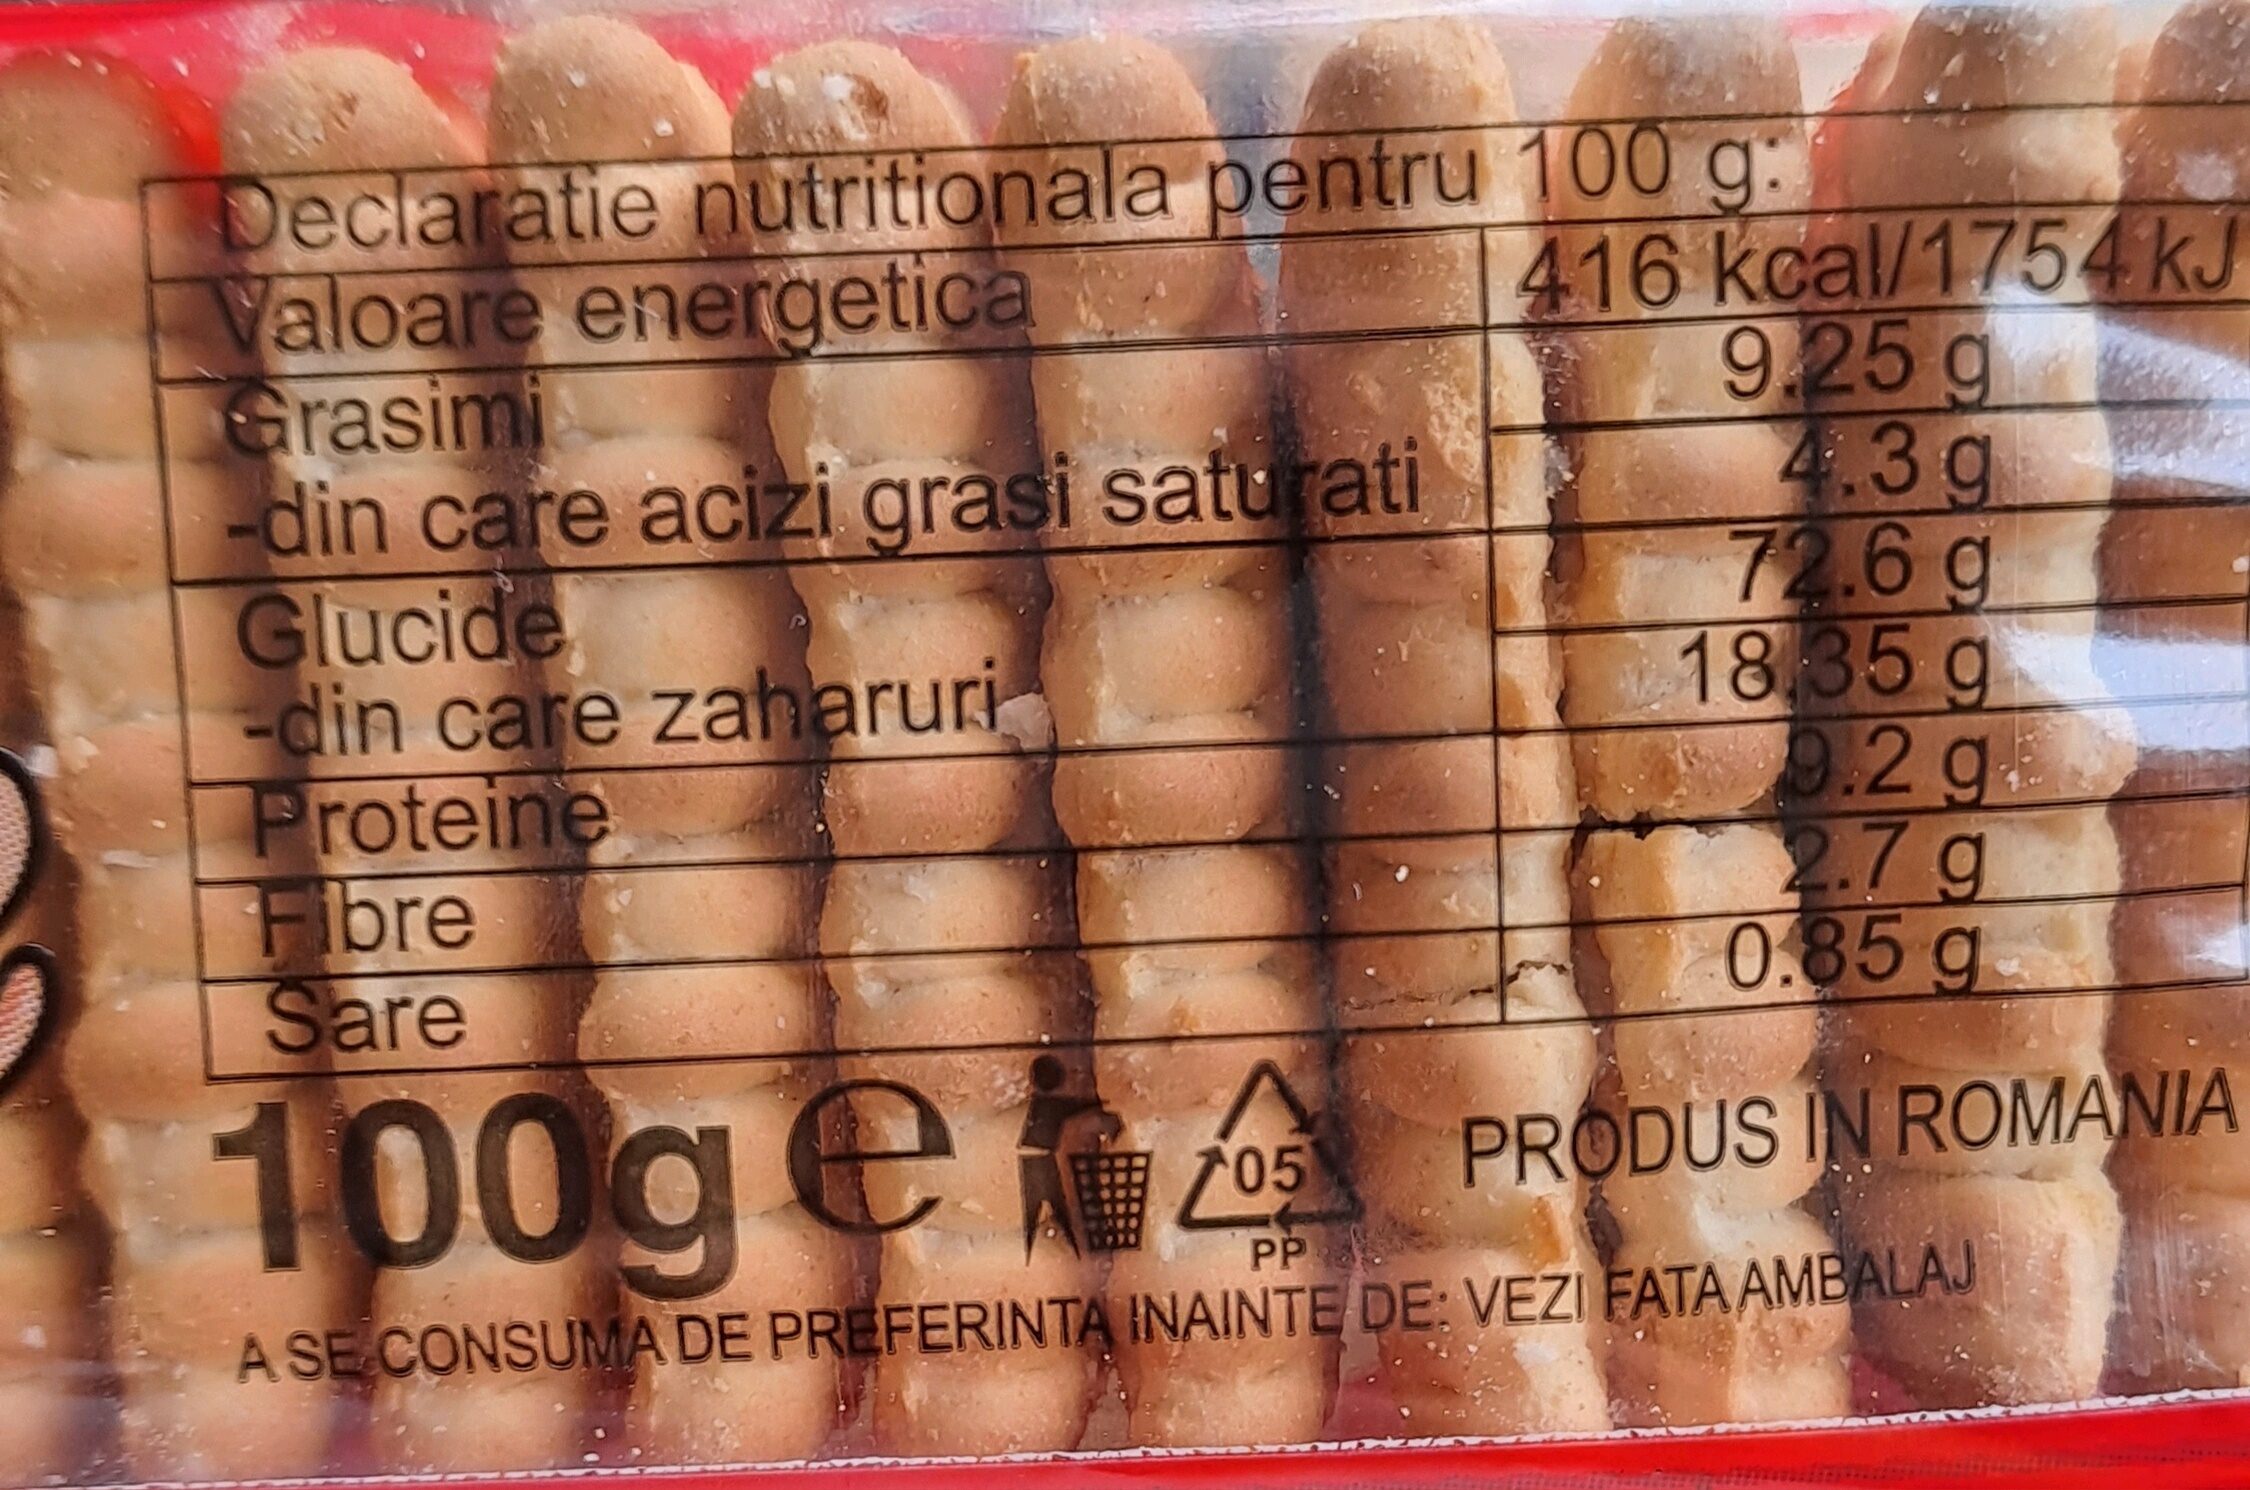 Declaratie nutritionala pentru 100 g:
Valoare energetica 416 kcal/1754 kJ
Grasimi 9.25 g
-din care acizi grasi saturati 4.3 g
Glucide 72.6 g
-din care zaharuri 18.35 g
Proteine 9.2 g
Fibre 2.7 g
Sare 0.85 g
100g e
05
PP
PRODUS IN ROMANIA
A SE CONSUMA DE PREFERINTA INAINTE DE: VEZI FATA AMBALAJ